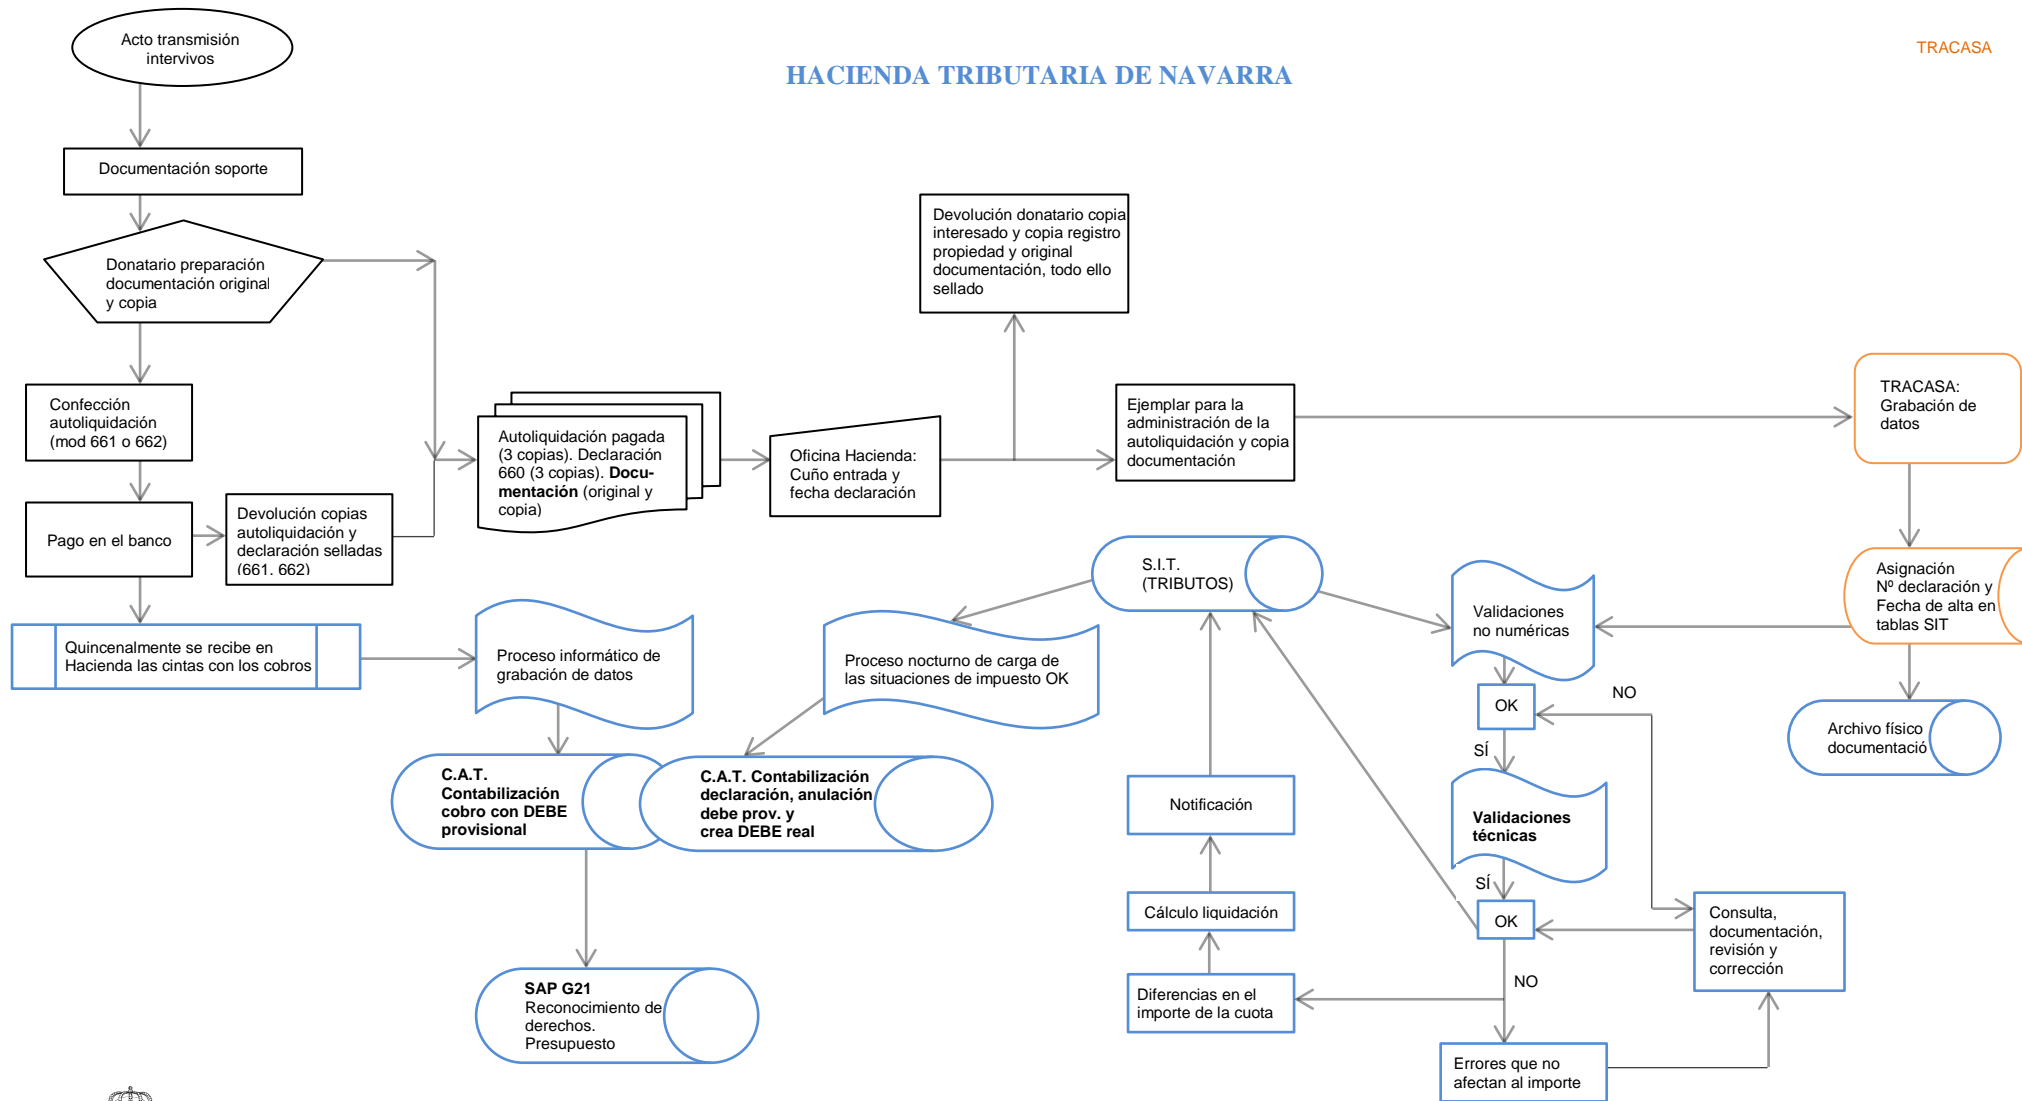 Acto transmisión
intervivos
TRACASA
HACIENDA TRIBUTARIA DE NAVARRA
Documentación soporte
Donatario preparación
documentación original
y copia
Devolución donatario copia
interesado y copia registro
propiedad y original
documentación, todo ello
sellado
Confección
autoliquidación
(mod 661 o 662)
Autoliquidación pagada
(3 copias). Declaración
660 (3 copias). Docu-
mentación (original y
copia)
Oficina Hacienda:
Cuño entrada y
fecha declaración
Ejemplar para la
administración de la
autoliquidación y copia
documentación
TRACASA:
Grabación de
datos
Pago en el banco
Devolución copias
autoliquidación y
declaración selladas
(661, 662)
S.I.T.
(TRIBUTOS)
Validaciones
no numéricas
Asignación
Nº declaración y
Fecha de alta en
tablas SIT
Quincenalmente se recibe en
Hacienda las cintas con los cobros
Proceso informático de
grabación de datos
Proceso nocturno de carga de
las situaciones de impuesto OK
OK
NO
SÍ
Archivo físico
documentació
C.A.T.
Contabilización
cobro con DEBE
provisional
C.A.T. Contabilización
declaración, anulación
debe prov. y
crea DEBE real
Notificación
Validaciones
técnicas
SÍ
OK
Cálculo liquidación
Consulta,
documentación,
revisión y
corrección
NO
SAP G21
Reconocimiento de
derechos.
Presupuesto
Diferencias en el
importe de la cuota
Errores que no
afectan al importe